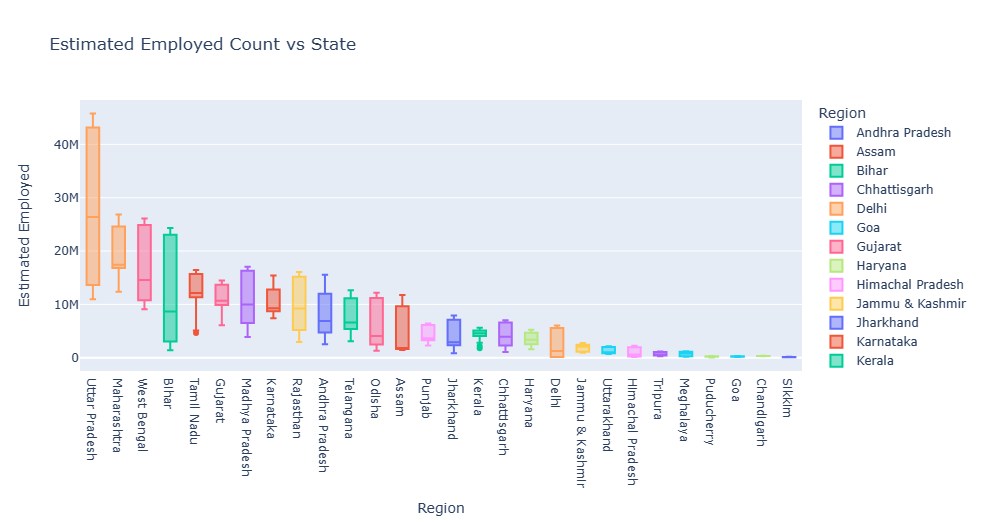 Estimated Employed Count vs State
Estimated Employed
40M
30M
20M
10M
0
Uttar Pradesh
Maharashtra
West Bengal
Bihar
Tamil Nadu
Gujarat
Madhya Pradesh
Karnataka
Rajasthan
Andhra Pradesh
Telangana
Odisha
Assam
Punjab
Jharkhand
Kerala
Chhattisgarh
Haryana
Delhi
Jammu & Kashmir
Uttarakhand
Himachal Pradesh
Tripura
Meghalaya
Puducherry
Goa
Chandigarh
Sikkim
Region
Region
Andhra Pradesh
Assam
Bihar
Chhattisgarh
Delhi
Goa
Gujarat
Haryana
Himachal Pradesh
Jammu & Kashmir
Jharkhand
Karnataka
Kerala